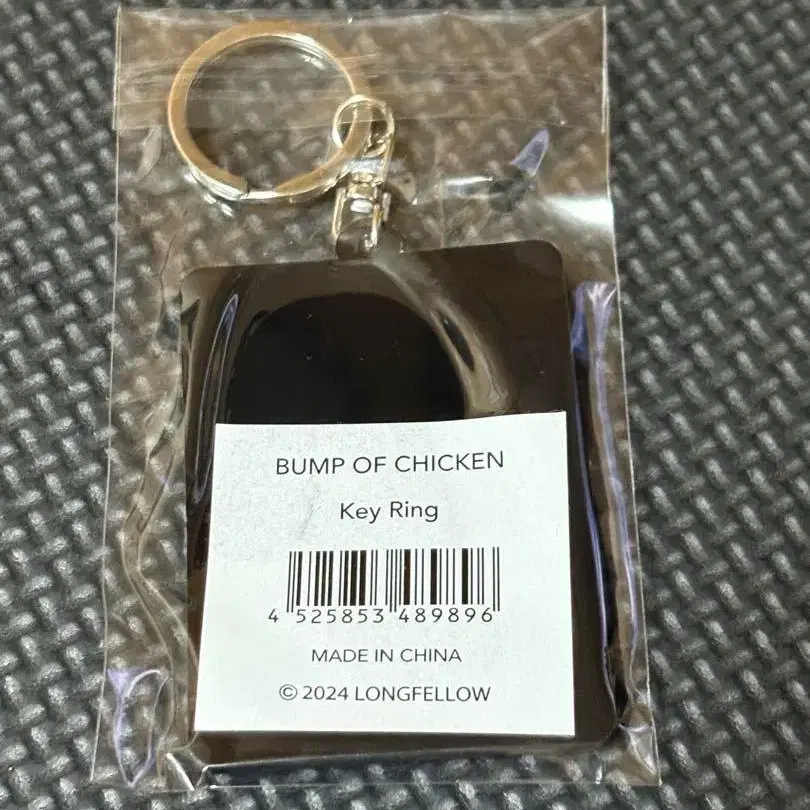 BUMP OF CHICKEN
Key Ring
4 525853 489896
MADE IN CHINA
© 2024 LONGFELLOW